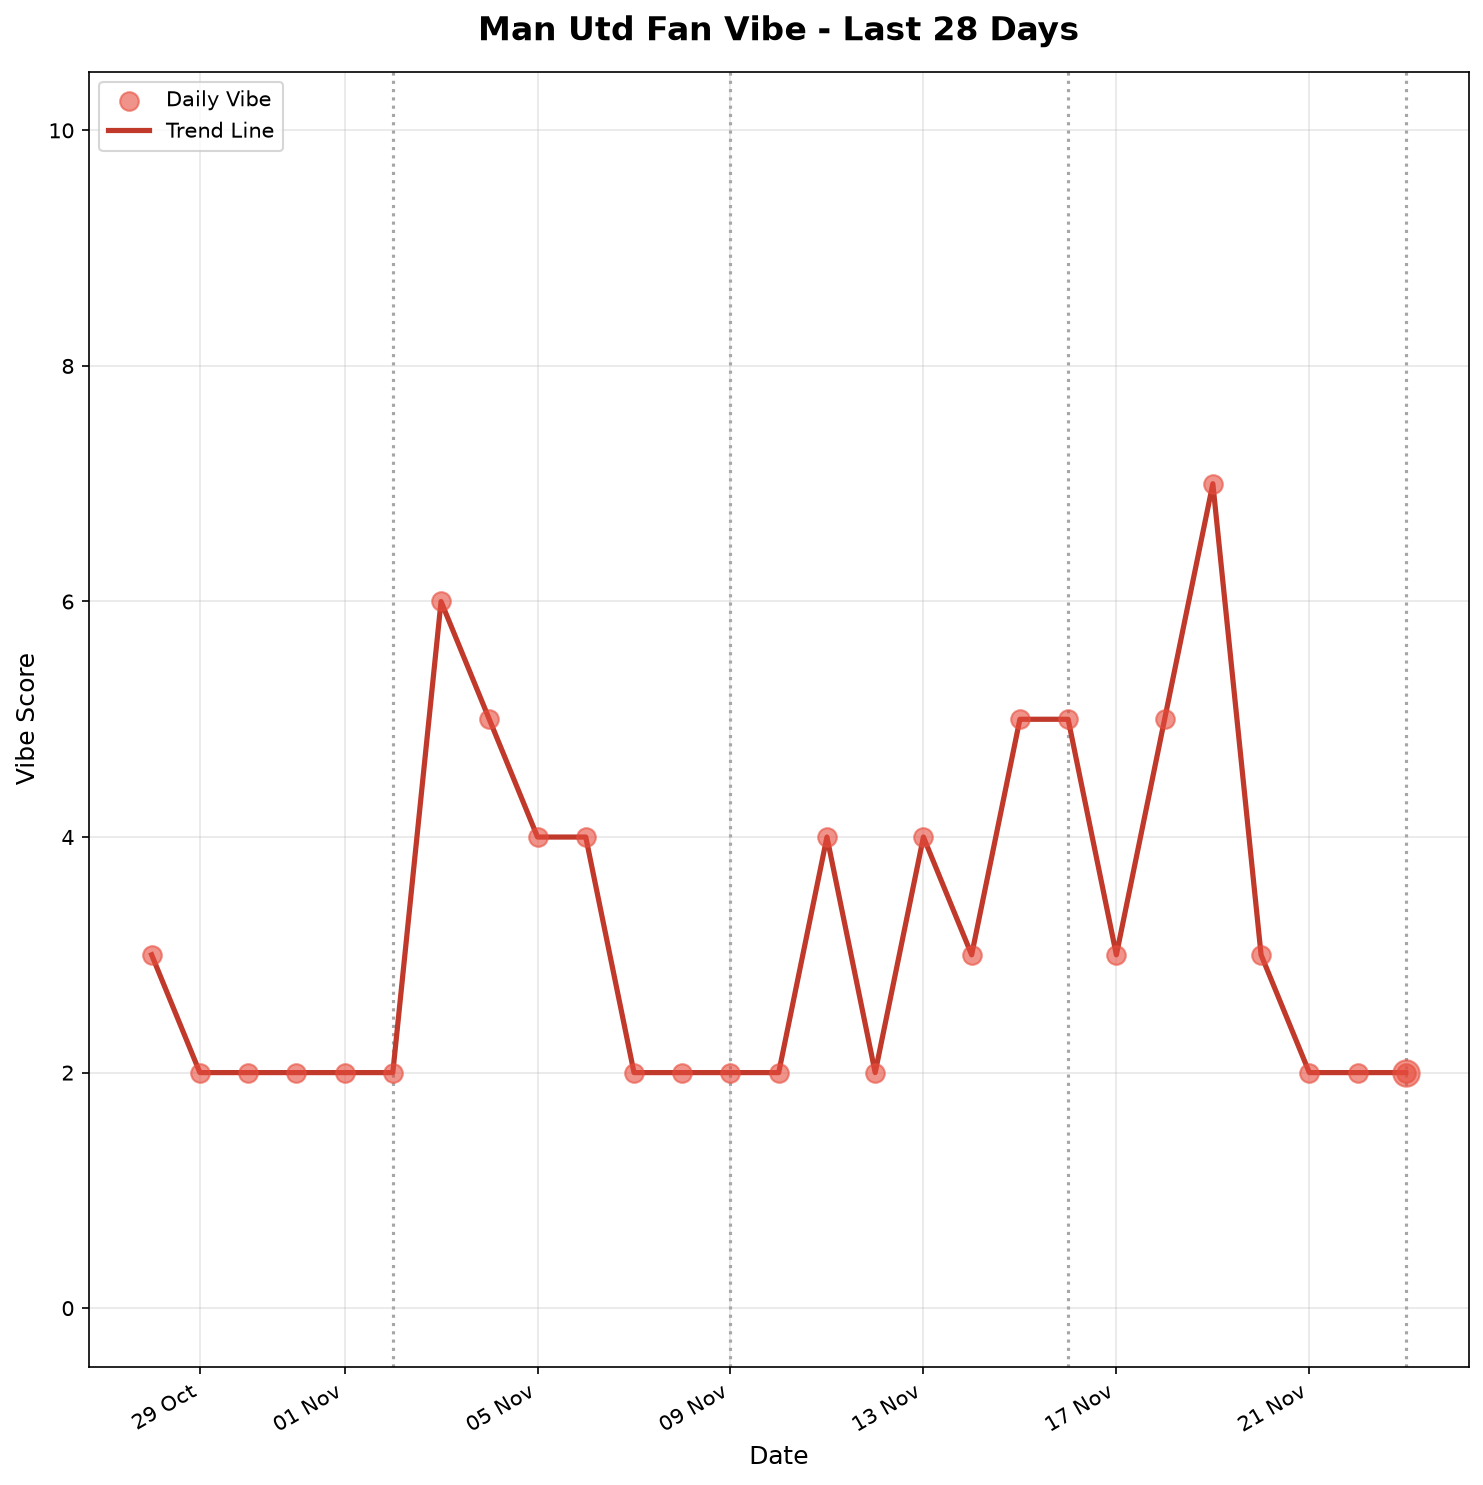 Man Utd Fan Vibe - Last 28 Days
Daily Vibe
Trend Line
10
8
6
4
2
0
Vibe Score
29 Oct
01 Nov
05 Nov
09 Nov
13 Nov
17 Nov
21 Nov
Date